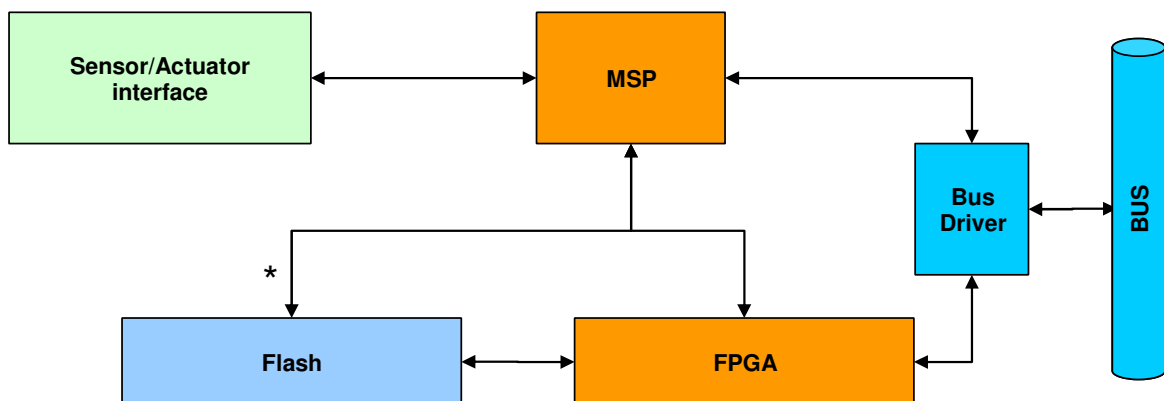 Sensor/Actuator
interface
MSP
Bus
Driver
BUS
*
Flash
FPGA